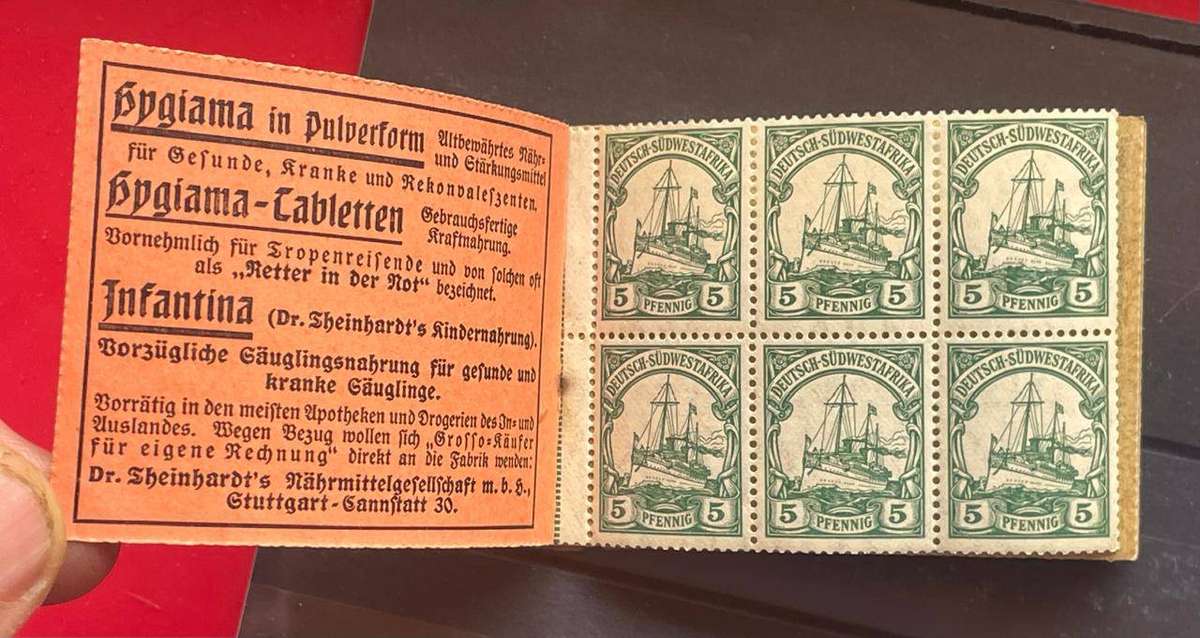 Hygiama in Pulverform Altbewährtes Nähr-
und Stärkungsmittel
für Geſunde, Kranke und Rekonvaleſzenten.
Hygiama-Tabletten Gebrauchsfertige
Kraftnahrung.
Vornehmlich für Tropenreiſende und von ſolchen oft
als „Retter in der Not“ bezeichnet.
Infantina (Dr. Theinhardt's Kindernahrung).
Vorzügliche Säuglingsnahrung für geſunde und
kranke Säuglinge.
Vorrätig in den meiſten Apotheken und Drogerien des In- und
Auslandes. Wegen Bezug wollen ſich „Groſſo-Käufer
für eigene Rechnung“ direkt an die Fabrik wenden:
Dr. Theinhardt's Nährmittelgeſellſchaft m. b. H.,
Stuttgart-Cannſtatt 30.
DEUTSCH-SÜDWESTAFRIKA
5 PFENNIG 5
DEUTSCH-SÜDWESTAFRIKA
5 PFENNIG 5
DEUTSCH-SÜDWESTAFRIKA
5 PFENNIG 5
DEUTSCH-SÜDWESTAFRIKA
5 PFENNIG 5
DEUTSCH-SÜDWESTAFRIKA
5 PFENNIG 5
DEUTSCH-SÜDWESTAFRIKA
5 PFENNIG 5